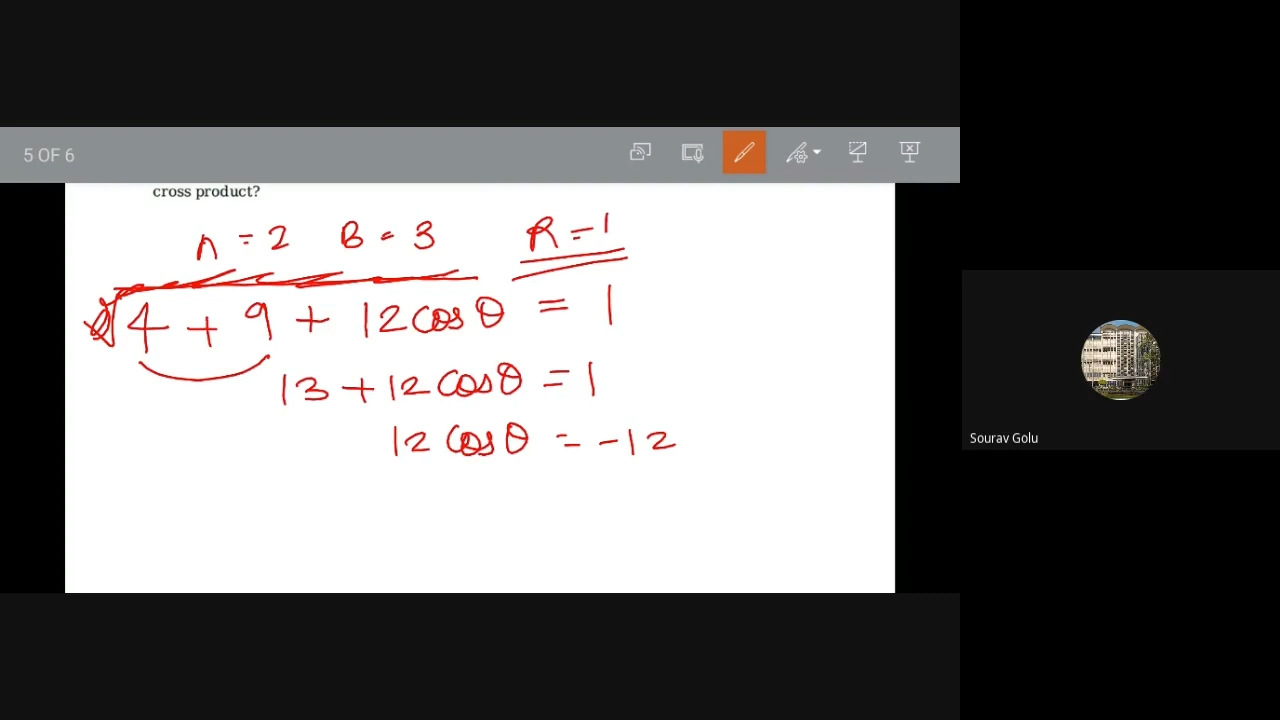 5 OF 6
cross product?
A = 2 B = 3 R = 1
√4 + 9 + 12 cos θ = 1
13 + 12 cos θ = 1
12 cos θ = -12
Sourav Golu